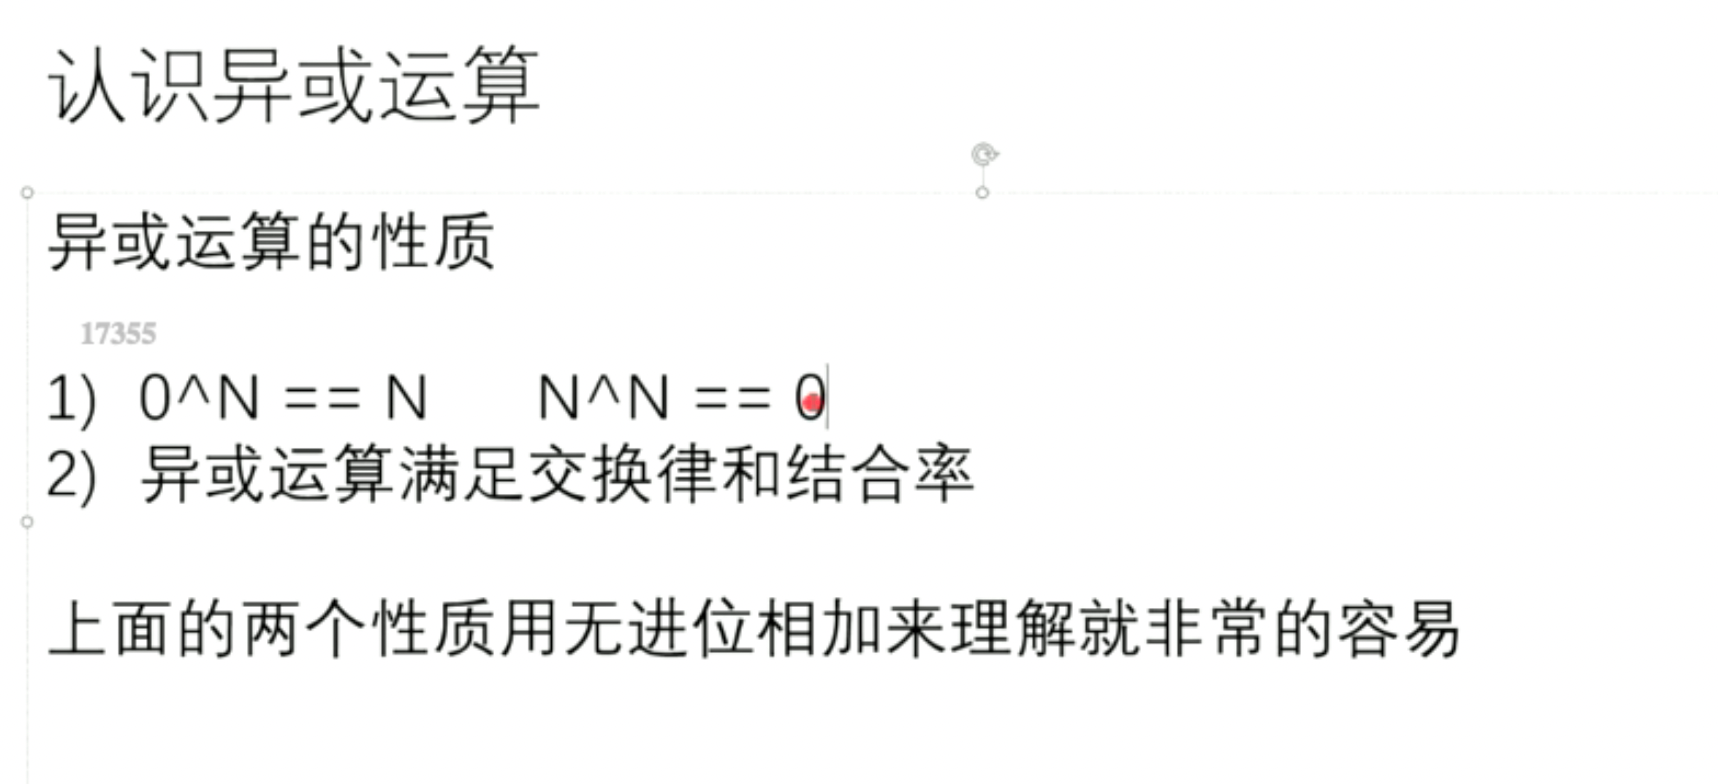 认识异或运算
异或运算的性质
17355
1) 0^N == N N^N == 0
2) 异或运算满足交换律和结合率
上面的两个性质用无进位相加来理解就非常的容易